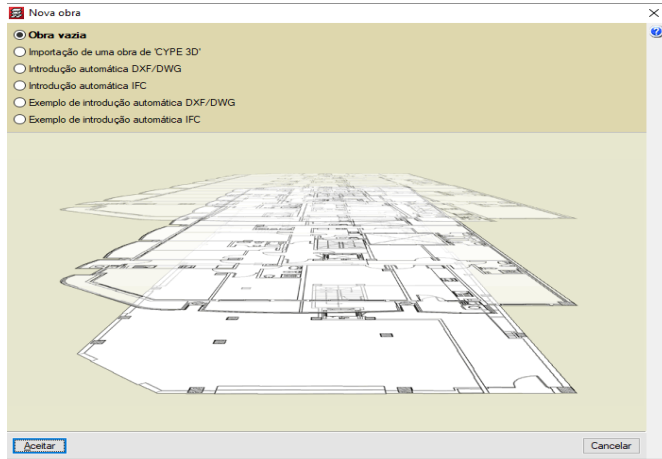 Nova obra
Obra vazia
Importação de uma obra de 'CYPE 3D'
Introdução automática DXF/DWG
Introdução automática IFC
Exemplo de introdução automática DXF/DWG
Exemplo de introdução automática IFC
Aceitar
Cancelar